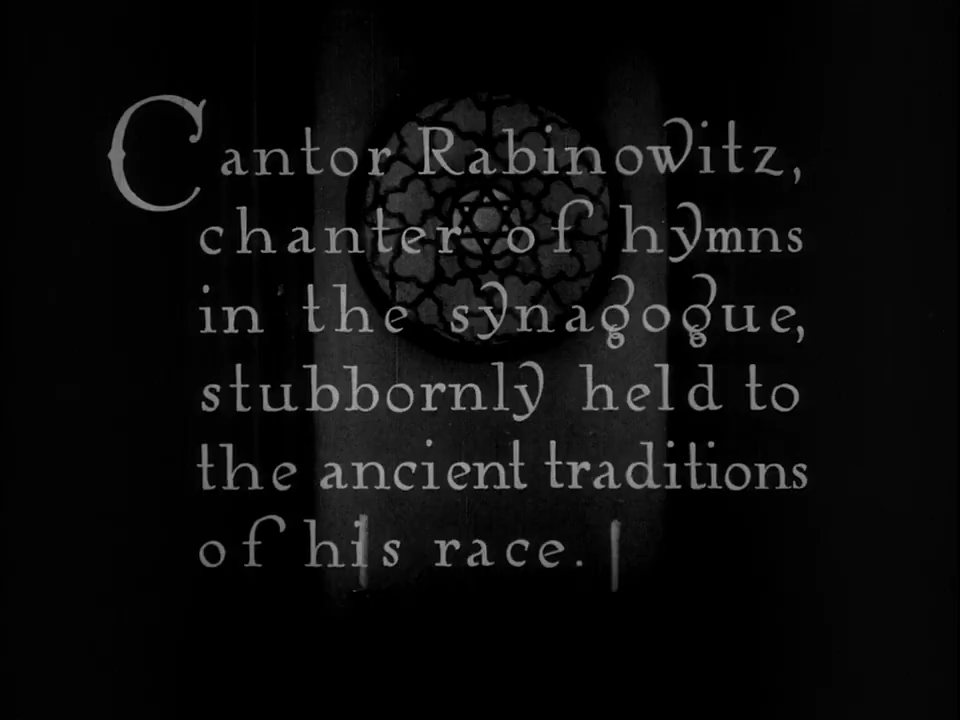 Cantor Rabinowitz,
chanter of hymns
in the synagogue,
stubbornly held to
the ancient traditions
of his race.